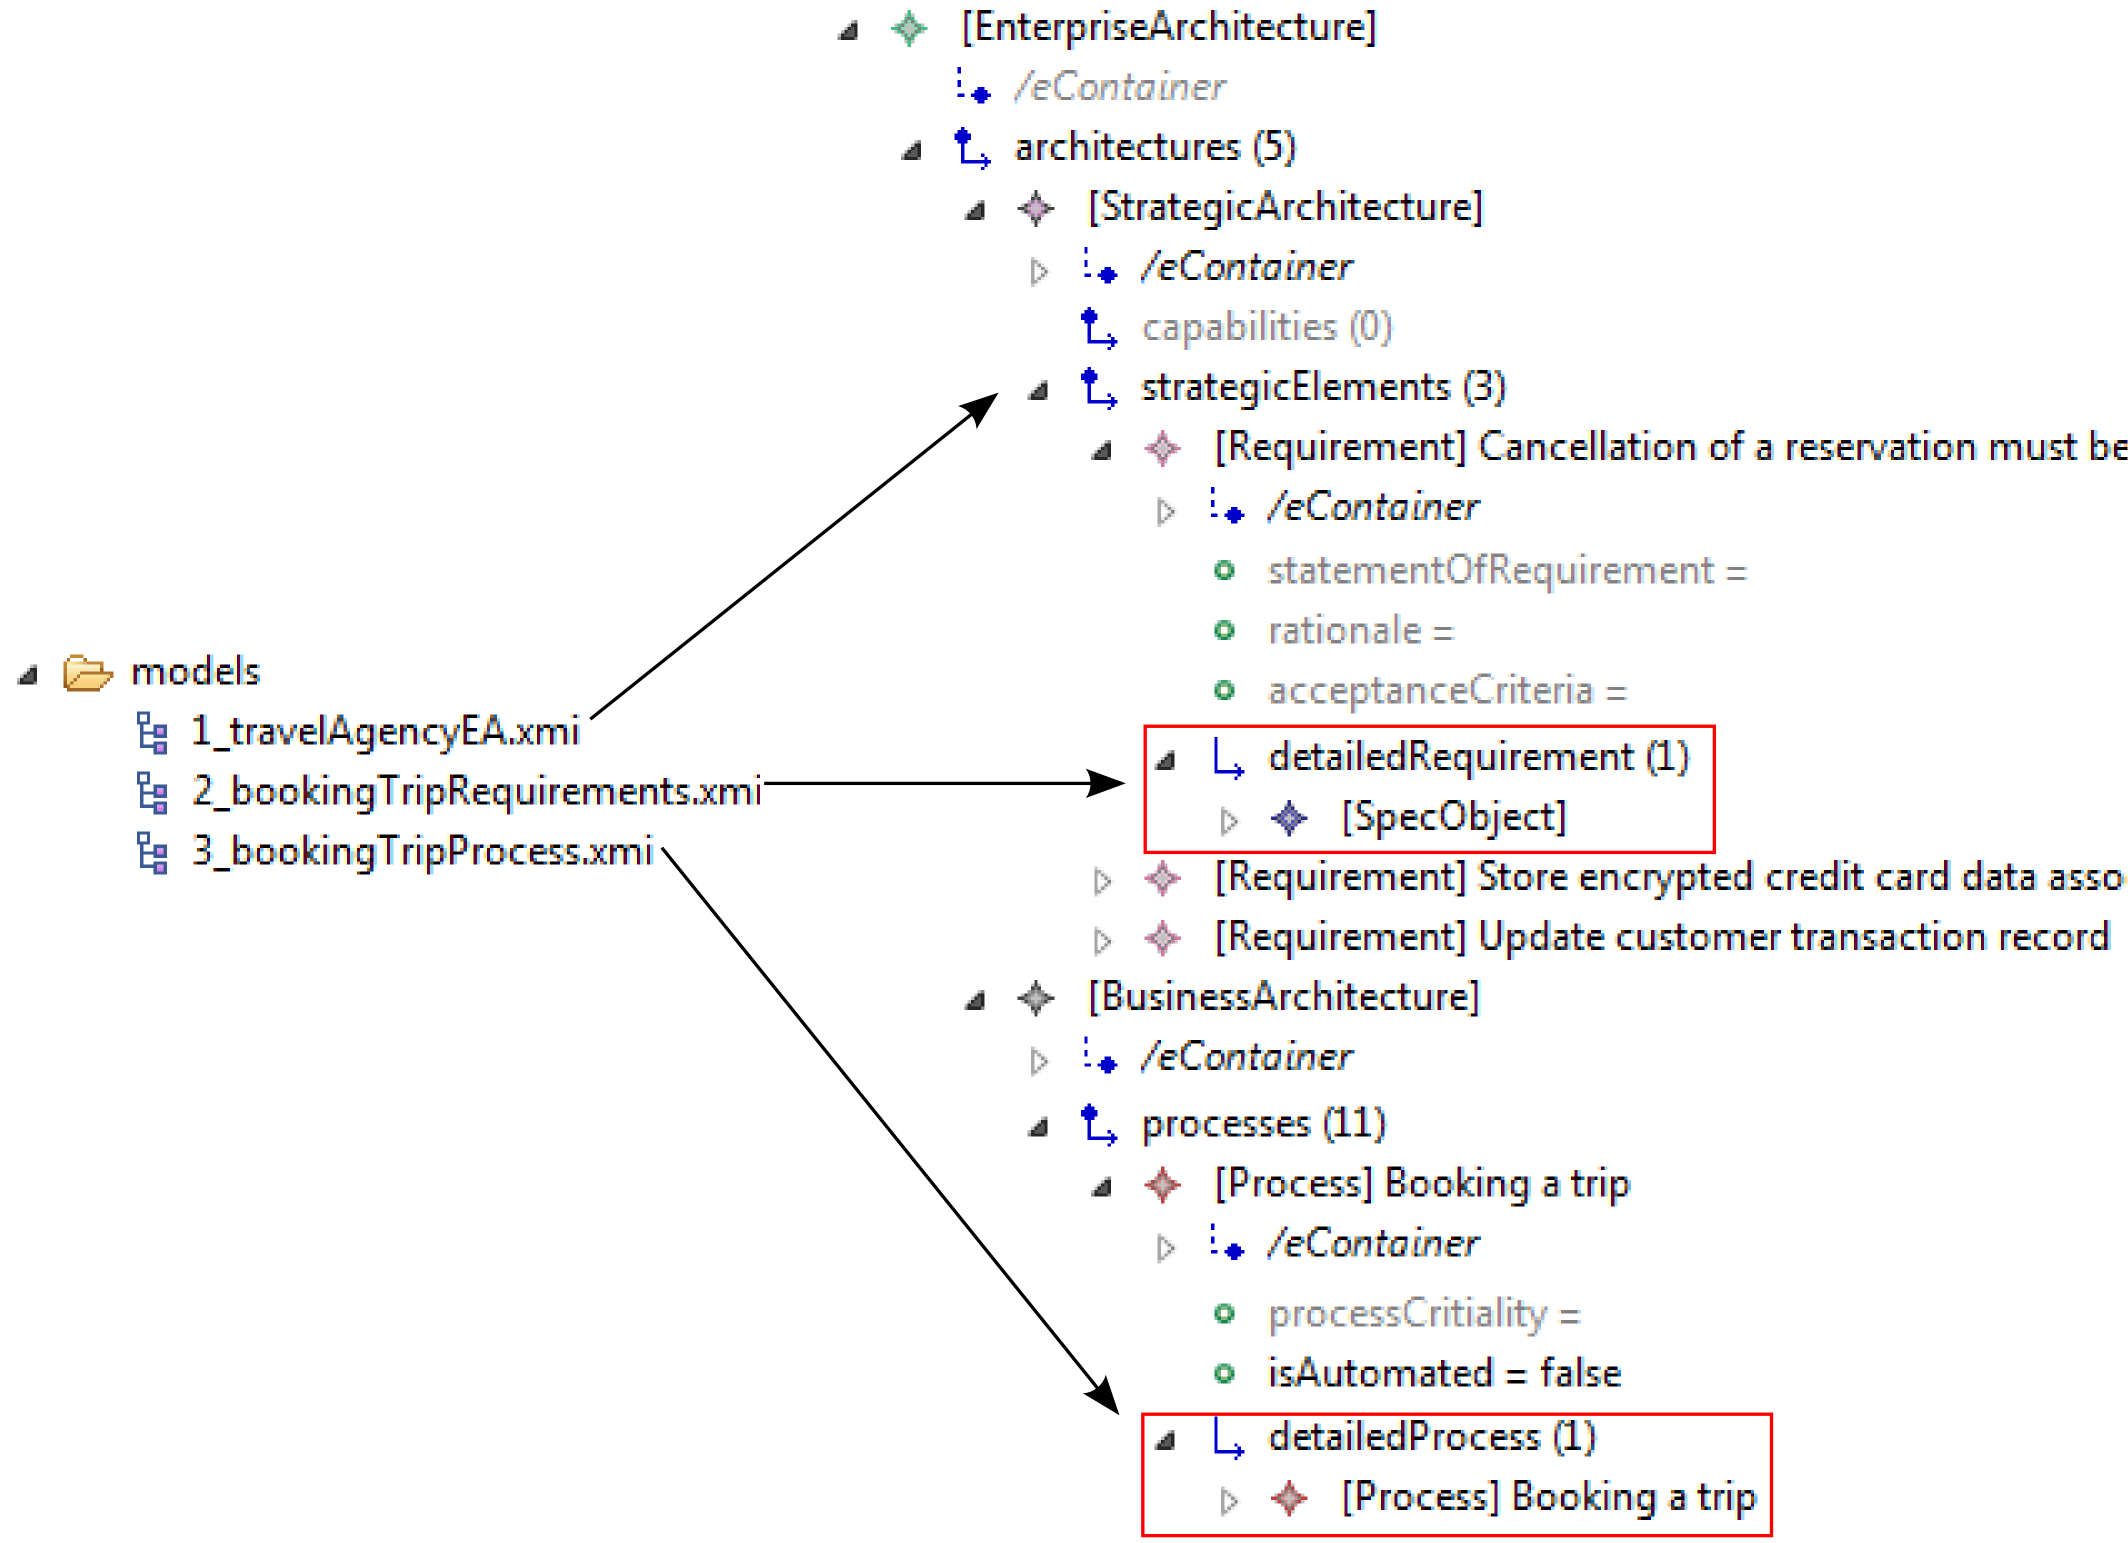 [EnterpriseArchitecture]
/eContainer
architectures (5)
[StrategicArchitecture]
/eContainer
capabilities (0)
strategicElements (3)
[Requirement] Cancellation of a reservation must be
/eContainer
statementOfRequirement =
rationale =
acceptanceCriteria =
detailedRequirement (1)
[SpecObject]
[Requirement] Store encrypted credit card data asso
[Requirement] Update customer transaction record
[BusinessArchitecture]
/eContainer
processes (11)
[Process] Booking a trip
/eContainer
processCritiality =
isAutomated = false
detailedProcess (1)
[Process] Booking a trip
models
1_travelAgencyEA.xmi
2_bookingTripRequirements.xmi
3_bookingTripProcess.xmi